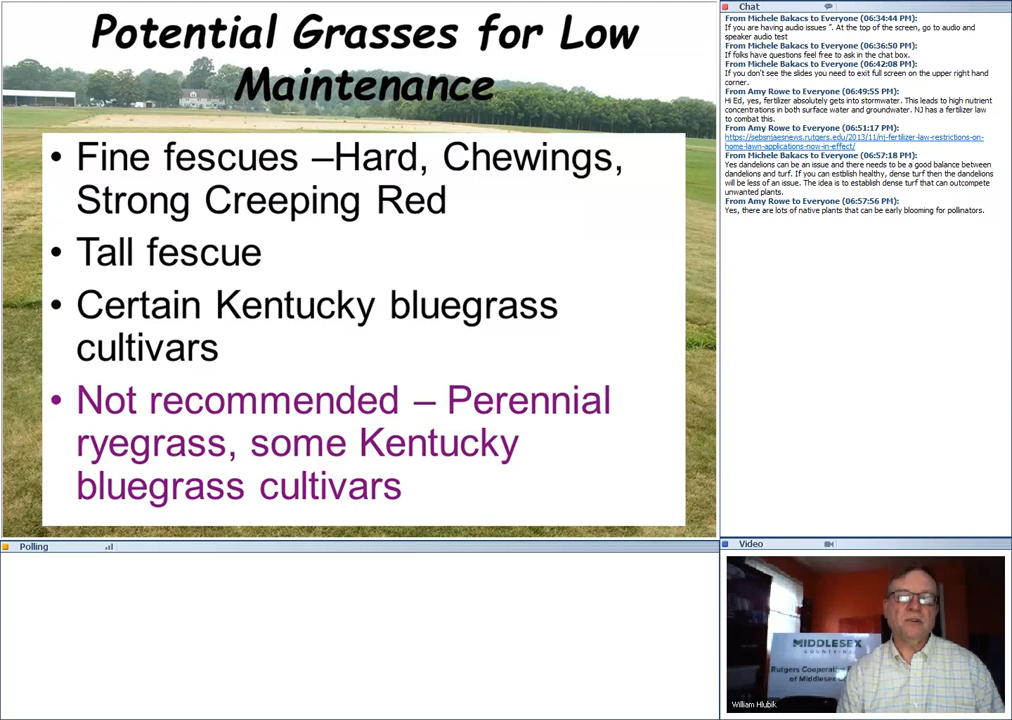 Potential Grasses for Low
Maintenance
• Fine fescues –Hard, Chewings,
Strong Creeping Red
• Tall fescue
• Certain Kentucky bluegrass
cultivars
• Not recommended – Perennial
ryegrass, some Kentucky
bluegrass cultivars
Chat
From Michele Bakacs to Everyone (06:34:44 PM):
If you are having audio issues ". At the top of the screen, go to audio and
speaker audio test
From Michele Bakacs to Everyone (06:36:50 PM):
If folks have questions feel free to ask in the chat box.
From Michele Bakacs to Everyone (06:42:08 PM):
If you don't see the slides you need to exit full screen on the upper right hand
corner.
From Amy Rowe to Everyone (06:49:55 PM):
Hi Ed, yes, fertilizer absolutely gets into stormwater. This leads to high nutrient
concentrations in both surface water and groundwater. NJ has a fertilizer law
to combat this.
From Amy Rowe to Everyone (06:51:17 PM):
https://sebsnjaesnews.rutgers.edu/2013/11/nj-fertilizer-law-restrictions-on-
home-lawn-applications-now-in-effect/
From Michele Bakacs to Everyone (06:57:18 PM):
Yes dandelions can be an issue and there needs to be a good balance between
dandelions and turf. If you can estblish healthy, dense turf then the dandelions
will be less of an issue. The idea is to establish dense turf that can outcompete
unwanted plants.
From Amy Rowe to Everyone (06:57:56 PM):
Yes, there are lots of native plants that can be early blooming for pollinators.
Polling
Video
MIDDLESEX
Rutgers Cooperative
of Middlesex
William Hlubik